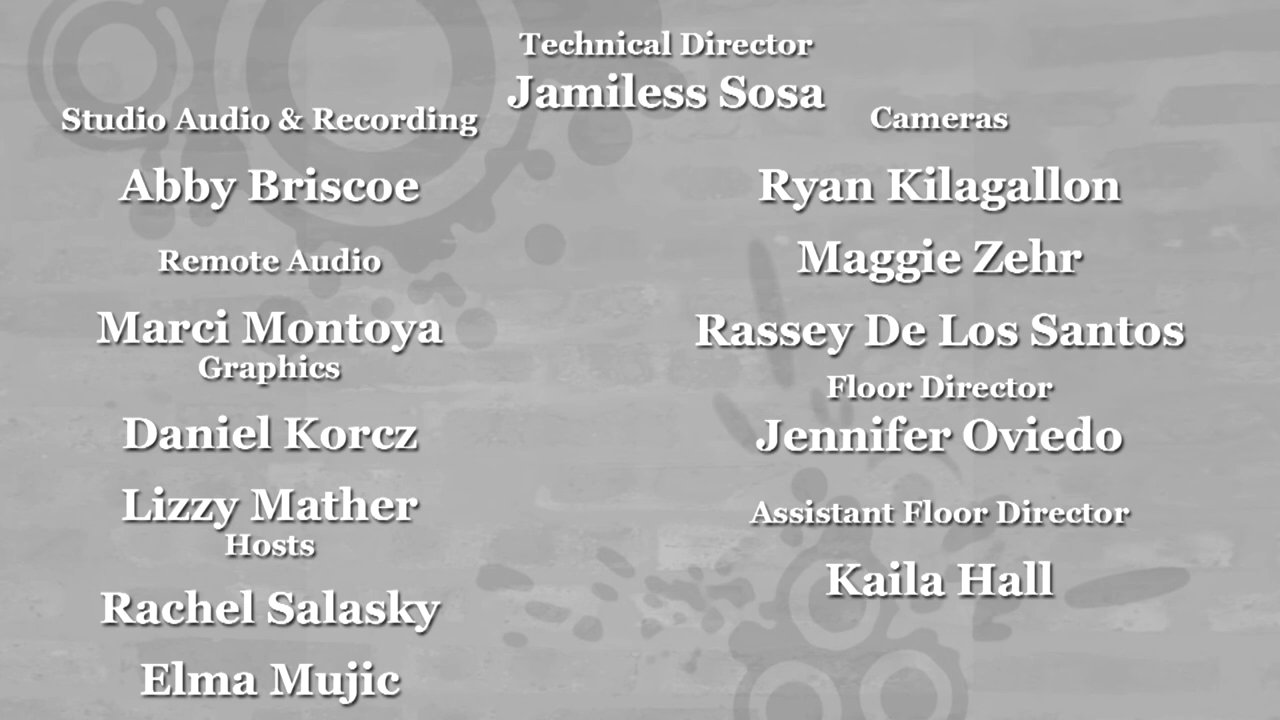 Technical Director
Jamiless Sosa
Studio Audio & Recording
Abby Briscoe
Remote Audio
Marci Montoya
Graphics
Daniel Korcz
Lizzy Mather
Hosts
Rachel Salasky
Elma Mujic
Cameras
Ryan Kilagallon
Maggie Zehr
Rassey De Los Santos
Floor Director
Jennifer Oviedo
Assistant Floor Director
Kaila Hall